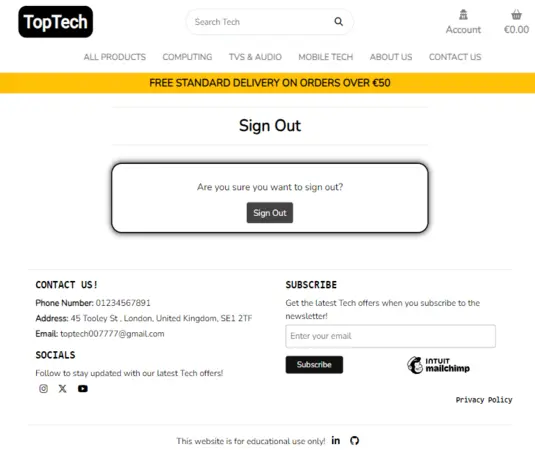 TopTech
Search Tech
Account
€0.00
ALL PRODUCTS COMPUTING TVS & AUDIO MOBILE TECH ABOUT US CONTACT US
FREE STANDARD DELIVERY ON ORDERS OVER €50
Sign Out
Are you sure you want to sign out?
Sign Out
CONTACT US!
Phone Number: 01234567891
Address: 45 Tooley St , London, United Kingdom, SE1 2TF
Email: toptech007777@gmail.com
SOCIALS
Follow to stay updated with our latest Tech offers!
SUBSCRIBE
Get the latest Tech offers when you subscribe to the
newsletter!
Enter your email
Subscribe
INTUIT
mailchimp
Privacy Policy
This website is for educational use only!